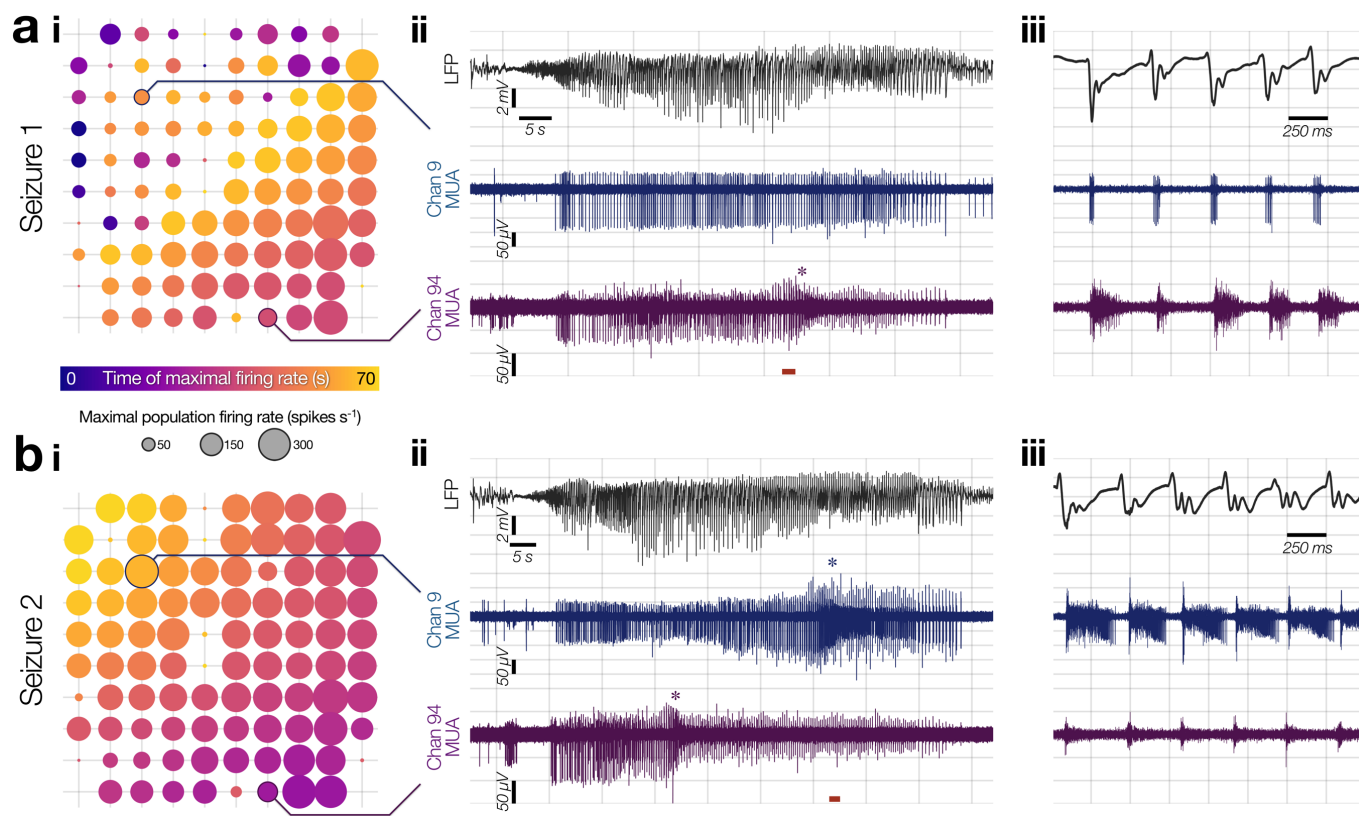 a i
ii
iii
Seizure 1
LFP
2 mV
5 s
250 ms
Chan 9
MUA
50 μV
Chan 94
MUA
*
50 μV
0 Time of maximal firing rate (s) 70
Maximal population firing rate (spikes s⁻¹)
50 150 300
b i
ii
iii
Seizure 2
LFP
2 mV
5 s
250 ms
Chan 9
MUA
*
50 μV
Chan 94
MUA
*
50 μV